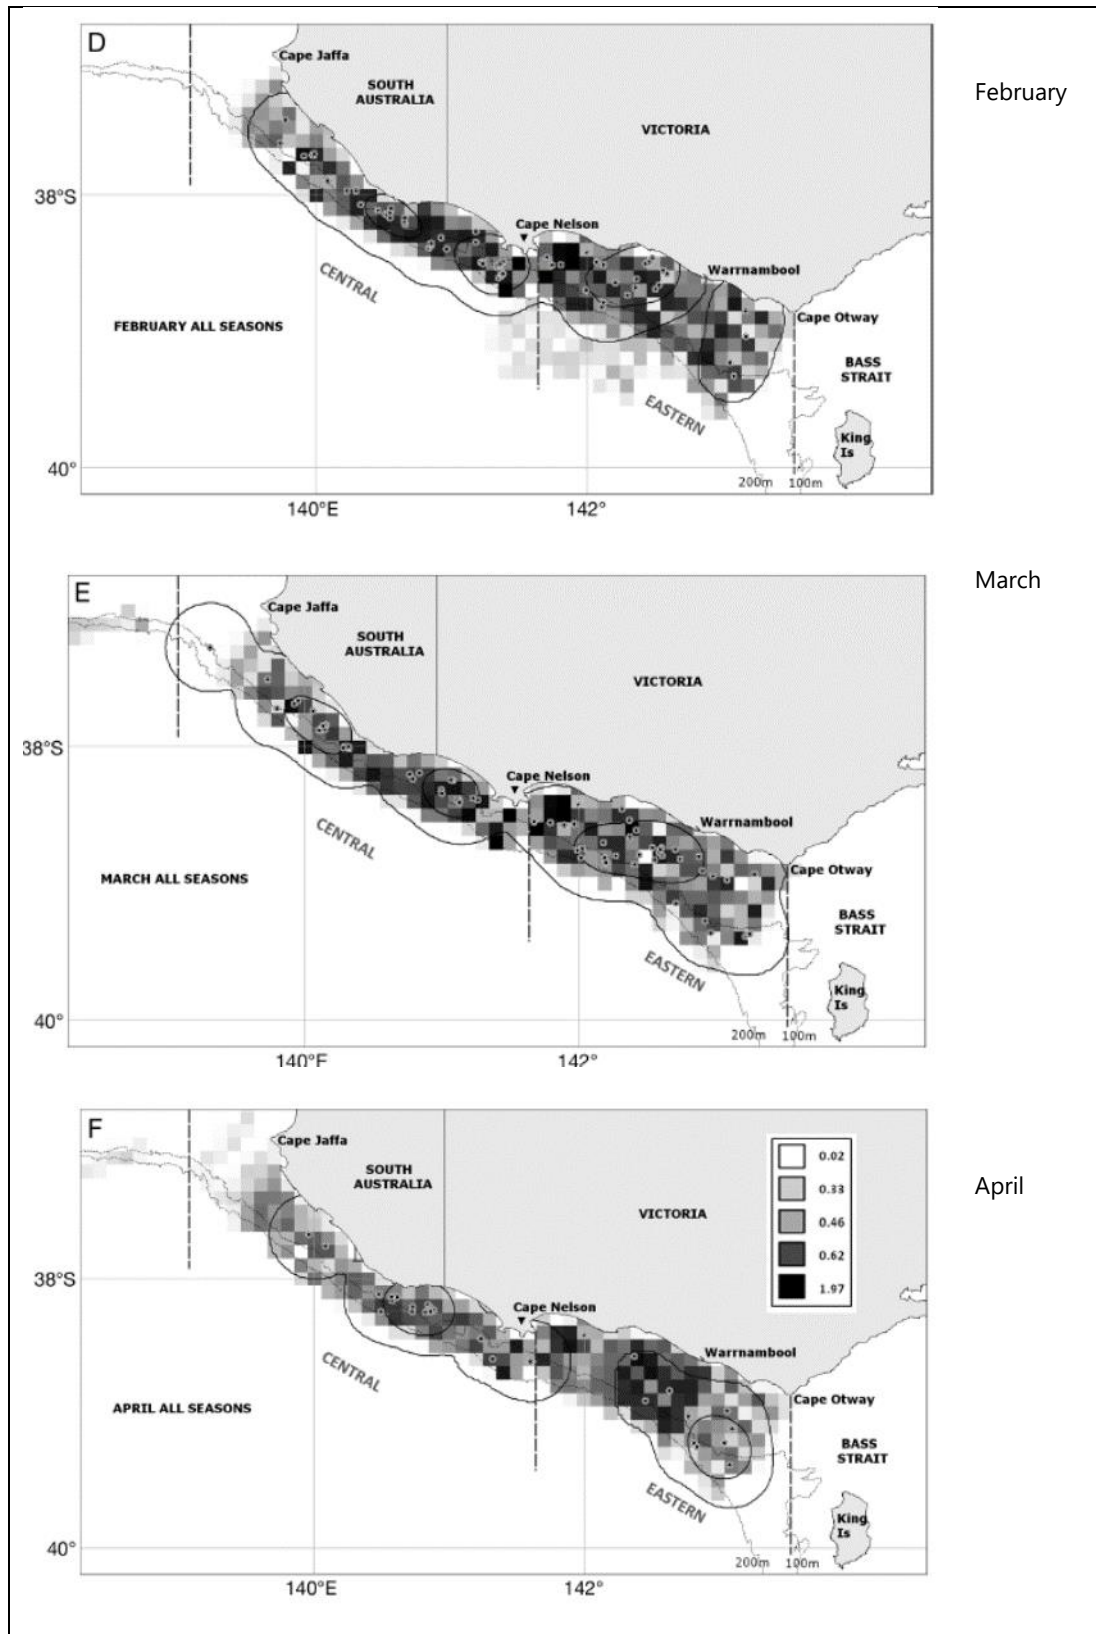 D
Cape Jaffa
SOUTH
AUSTRALIA
VICTORIA
February
38°S
Cape Nelson
Warrnambool
CENTRAL
Cape Otway
FEBRUARY ALL SEASONS
BASS
STRAIT
EASTERN
King
Is
40°
200m 100m
140°E
142°
E
March
Cape Jaffa
SOUTH
AUSTRALIA
VICTORIA
38°S
Cape Nelson
Warrnambool
CENTRAL
Cape Otway
MARCH ALL SEASONS
BASS
STRAIT
EASTERN
King
Is
40°
200m 100m
140°E
142°
F
Cape Jaffa
0.02
SOUTH
AUSTRALIA
0.33
April
VICTORIA
0.46
0.62
38°S
1.97
Cape Nelson
Warrnambool
CENTRAL
Cape Otway
APRIL ALL SEASONS
BASS
STRAIT
EASTERN
King
Is
40°
200m 100m
140°E
142°